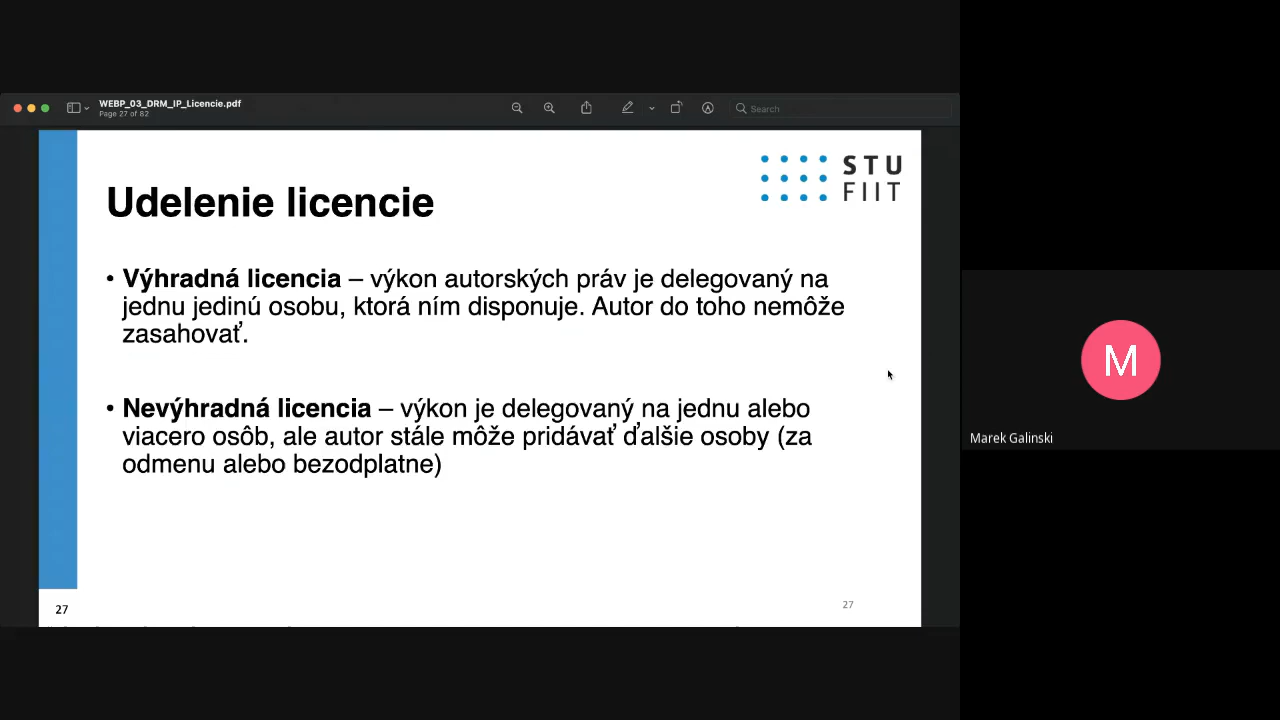 WEBP_03_DRM_IP_Licencie.pdf
Page 27 of 82
Search
STU
FIIT
Udelenie licencie
• Výhradná licencia – výkon autorských práv je delegovaný na
jednu jedinú osobu, ktorá ním disponuje. Autor do toho nemôže
zasahovať.
• Nevýhradná licencia – výkon je delegovaný na jednu alebo
viacero osôb, ale autor stále môže pridávať ďalšie osoby (za
odmenu alebo bezodplatne)
27
27
M
Marek Galinski